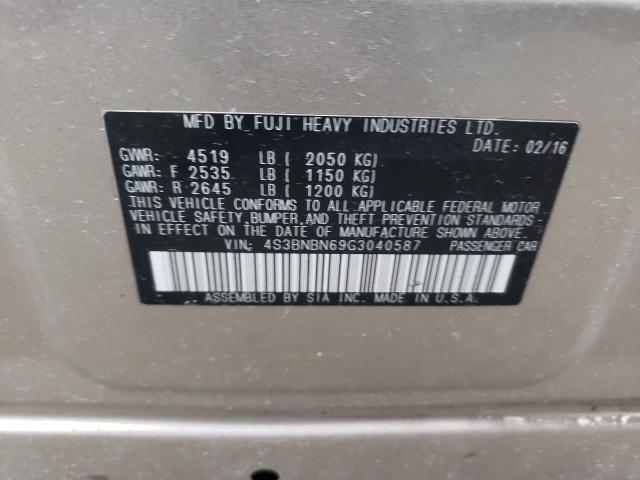 MFD BY FUJI HEAVY INDUSTRIES LTD.
DATE: 02/16
GVWR: 4519 LB ( 2050 KG)
GAWR: F 2535 LB ( 1150 KG)
GAWR: R 2645 LB ( 1200 KG)
THIS VEHICLE CONFORMS TO ALL APPLICABLE FEDERAL MOTOR
VEHICLE SAFETY, BUMPER, AND THEFT PREVENTION STANDARDS
IN EFFECT ON THE DATE OF MANUFACTURE SHOWN ABOVE.
VIN: 4S3BNBN69G3040587 PASSENGER CAR
ASSEMBLED BY SIA INC. MADE IN U.S.A.